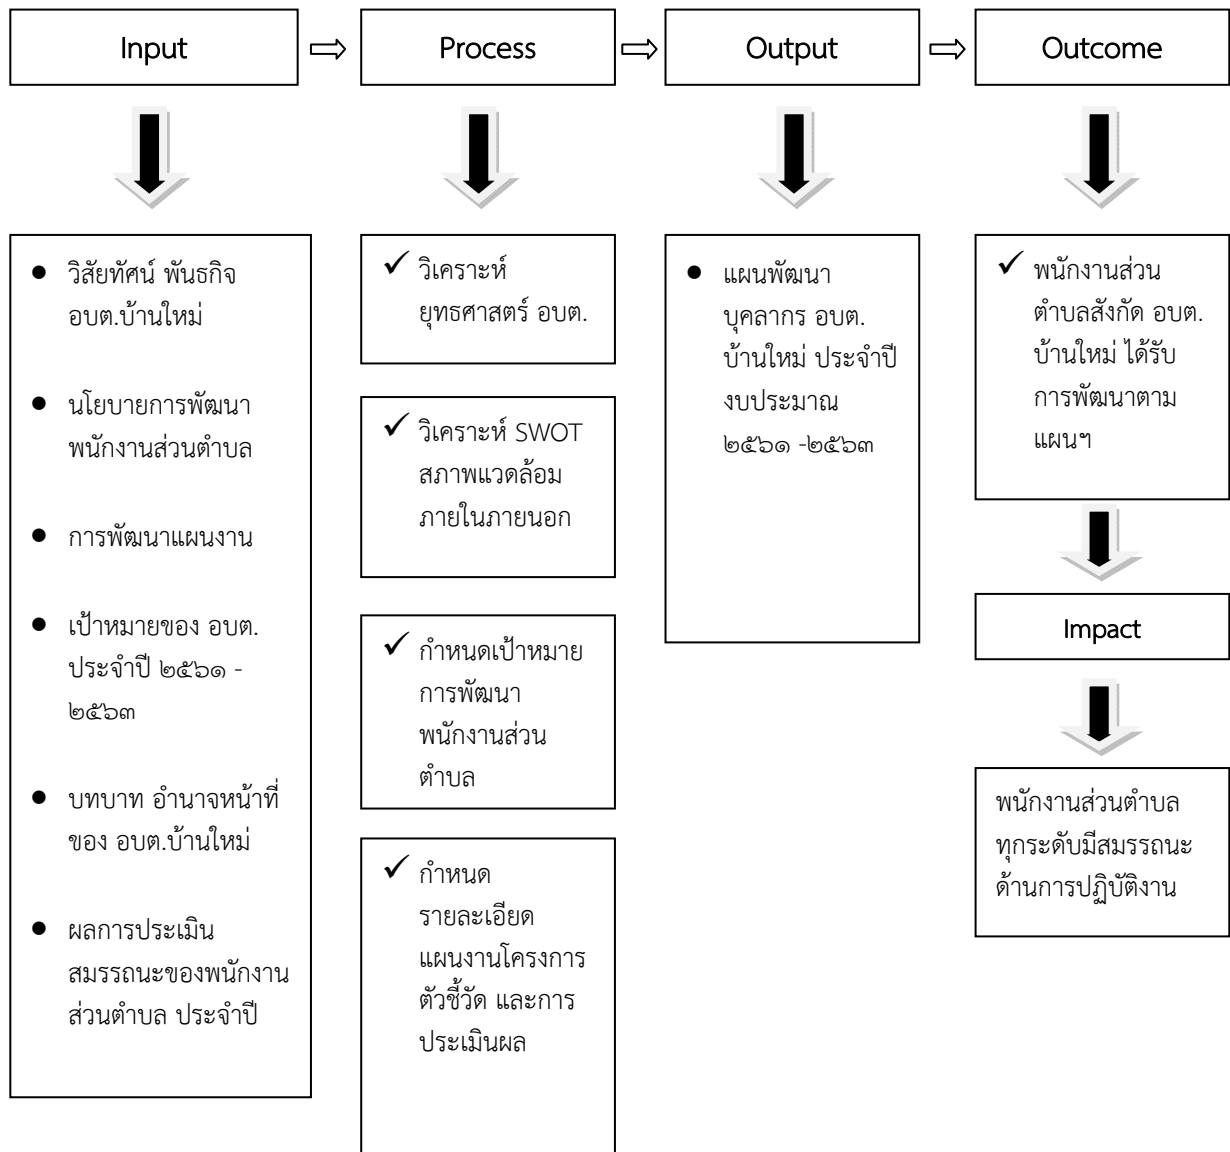 Input
Process
Output
Outcome
วิสัยทัศน์ พันธกิจ
อบต.บ้านใหม่
นโยบายการพัฒนา
พนักงานส่วนตำบล
การพัฒนาแผนงาน
เป้าหมายของ อบต.
ประจำปี ๒๕๖๑ -
๒๕๖๓
บทบาท อำนาจหน้าที่
ของ อบต.บ้านใหม่
ผลการประเมิน
สมรรถนะของพนักงาน
ส่วนตำบล ประจำปี
วิเคราะห์
ยุทธศาสตร์ อบต.
วิเคราะห์ SWOT
สภาพแวดล้อม
ภายในภายนอก
กำหนดเป้าหมาย
การพัฒนา
พนักงานส่วน
ตำบล
กำหนด
รายละเอียด
แผนงานโครงการ
ตัวชี้วัด และการ
ประเมินผล
แผนพัฒนา
บุคลากร อบต.
บ้านใหม่ ประจำปี
งบประมาณ
๒๕๖๑ -๒๕๖๓
พนักงานส่วน
ตำบลสังกัด อบต.
บ้านใหม่ ได้รับ
การพัฒนาตาม
แผนฯ
Impact
พนักงานส่วนตำบล
ทุกระดับมีสมรรถนะ
ด้านการปฏิบัติงาน